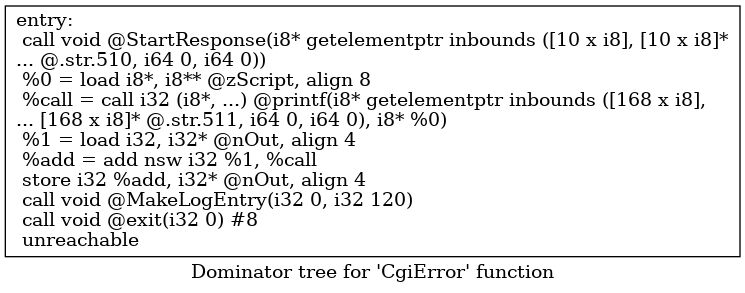 entry:
call void @StartResponse(i8* getelementptr inbounds ([10 x i8], [10 x i8]*
... @.str.510, i64 0, i64 0))
%0 = load i8*, i8** @zScript, align 8
%call = call i32 (i8*, ...) @printf(i8* getelementptr inbounds ([168 x i8],
... [168 x i8]* @.str.511, i64 0, i64 0), i8* %0)
%1 = load i32, i32* @nOut, align 4
%add = add nsw i32 %1, %call
store i32 %add, i32* @nOut, align 4
call void @MakeLogEntry(i32 0, i32 120)
call void @exit(i32 0) #8
unreachable
Dominator tree for 'CgiError' function